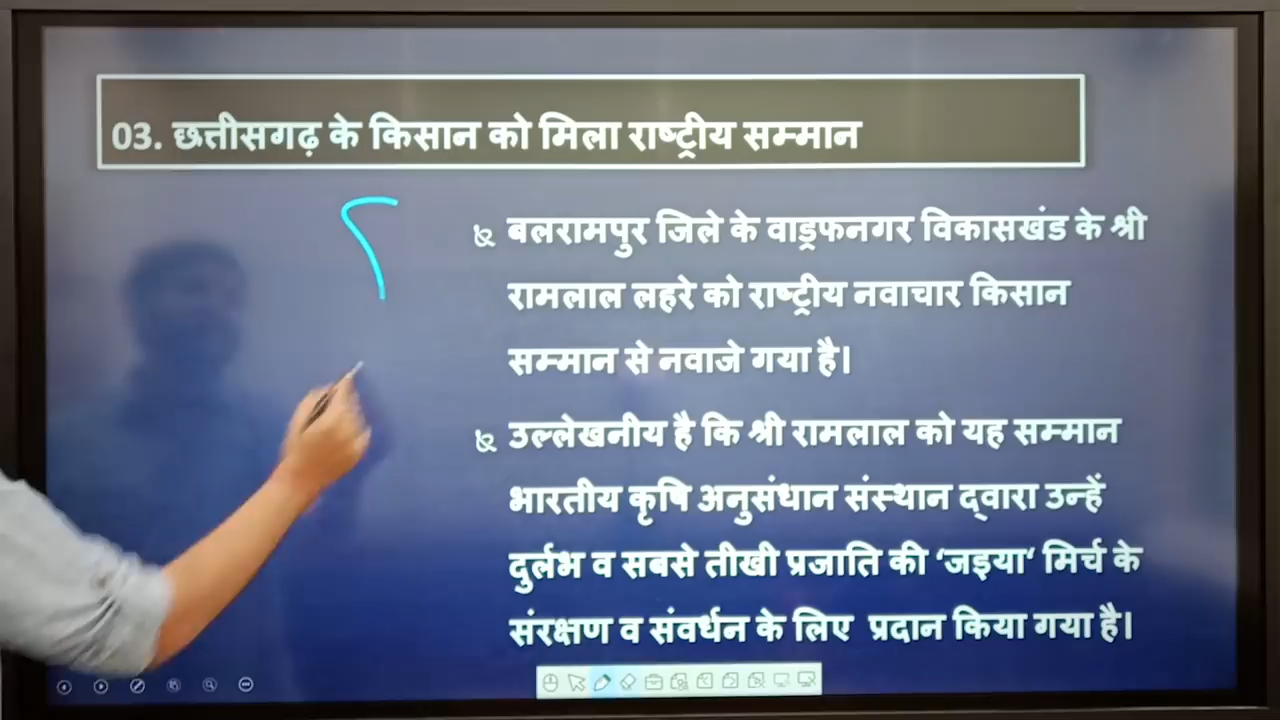 03. छत्तीसगढ़ के किसान को मिला राष्ट्रीय सम्मान
बलरामपुर जिले के वाड्रफनगर विकासखंड के श्री
रामलाल लहरे को राष्ट्रीय नवाचार किसान
सम्मान से नवाजे गया है।
उल्लेखनीय है कि श्री रामलाल को यह सम्मान
भारतीय कृषि अनुसंधान संस्थान द्वारा उन्हें
दुर्लभ व सबसे तीखी प्रजाति की ‘जइया‘ मिर्च के
संरक्षण व संवर्धन के लिए प्रदान किया गया है।